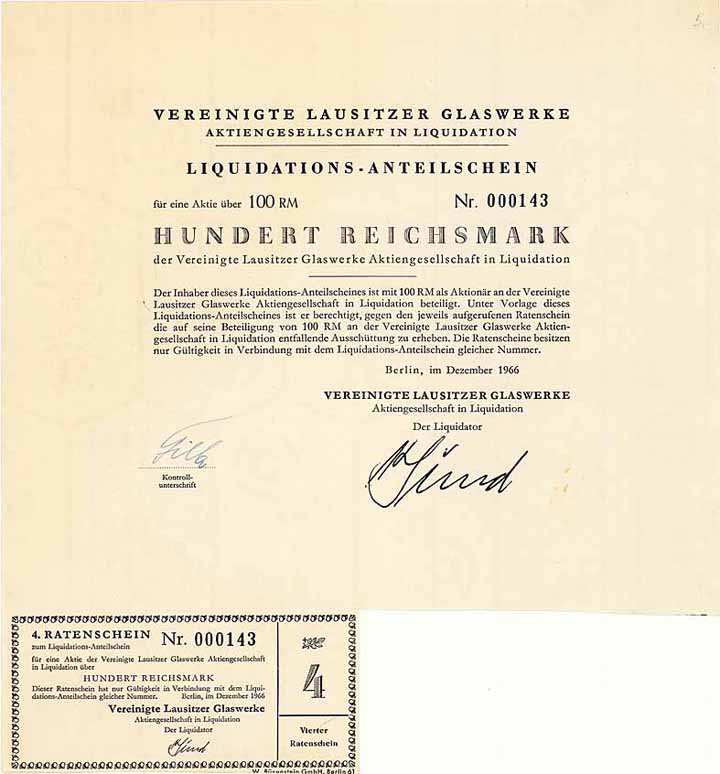 VEREINIGTE LAUSITZER GLASWERKE
AKTIENGESELLSCHAFT IN LIQUIDATION
LIQUIDATIONS-ANTEILSCHEIN
für eine Aktie über 100 RM Nr. 000143
HUNDERT REICHSMARK
der Vereinigte Lausitzer Glaswerke Aktiengesellschaft in Liquidation
Der Inhaber dieses Liquidations-Anteilscheines ist mit 100 RM als Aktionär an der Vereinigte
Lausitzer Glaswerke Aktiengesellschaft in Liquidation beteiligt. Unter Vorlage dieses
Liquidations-Anteilscheines ist er berechtigt, gegen den jeweils aufgerufenen Ratenschein
die auf seine Beteiligung von 100 RM an der Vereinigte Lausitzer Glaswerke Aktien-
gesellschaft in Liquidation entfallende Ausschüttung zu erheben. Die Ratenscheine besitzen
nur Gültigkeit in Verbindung mit dem Liquidations-Anteilschein gleicher Nummer.
Berlin, im Dezember 1966
VEREINIGTE LAUSITZER GLASWERKE
Aktiengesellschaft in Liquidation
Der Liquidator
Kontroll-
unterschrift
4. RATENSCHEIN Nr. 000143
zum Liquidations-Anteilschein
für eine Aktie der Vereinigte Lausitzer Glaswerke Aktiengesellschaft
in Liquidation über
HUNDERT REICHSMARK
Dieser Ratenschein hat nur Gültigkeit in Verbindung mit dem Liqui-
dations-Anteilschein gleicher Nummer. Berlin, im Dezember 1966
Vereinigte Lausitzer Glaswerke
Aktiengesellschaft in Liquidation
Der Liquidator
4
Vierter
Ratenschein
W. Büxenstein GmbH, Berlin 61